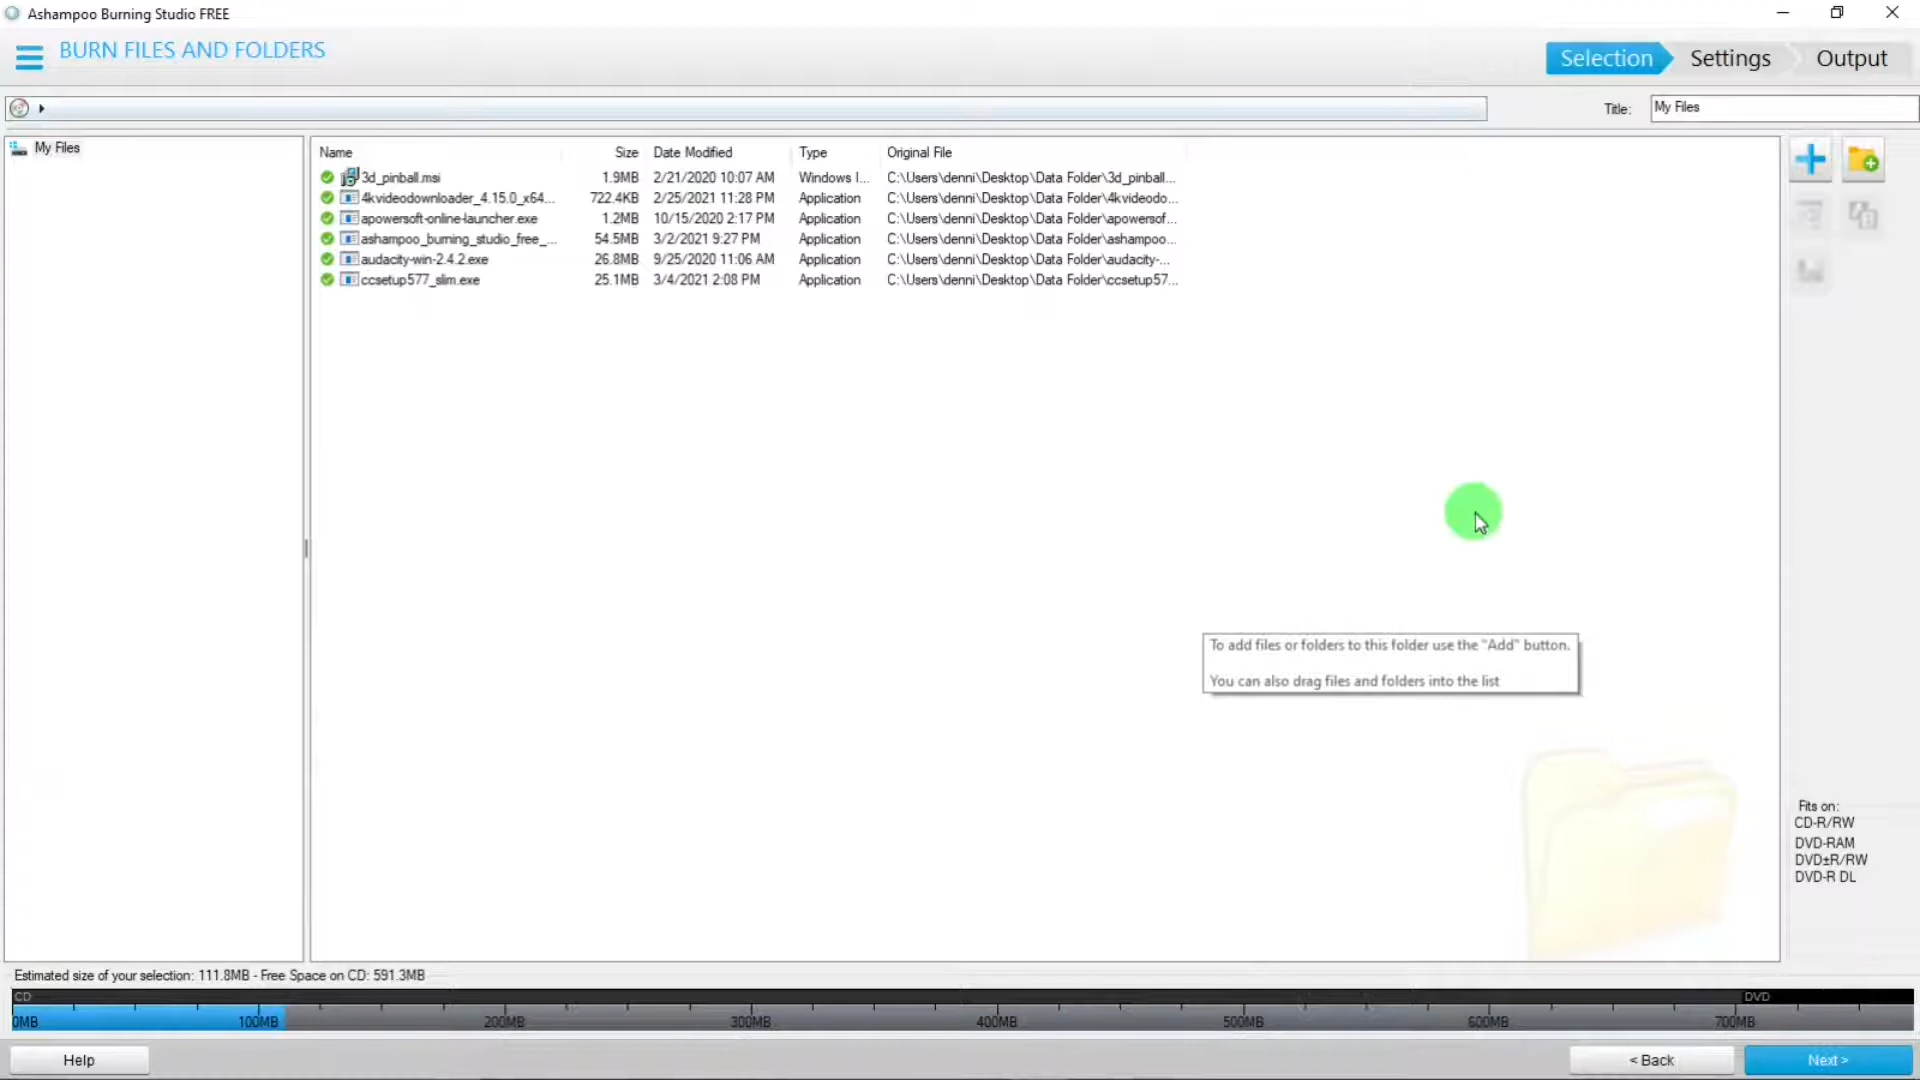 Ashampoo Burning Studio FREE
BURN FILES AND FOLDERS
Selection Settings Output
Title: My Files
My Files
Name Size Date Modified Type Original File
3d_pinball.msi 1.9MB 2/21/2020 10:07 AM Windows I... C:\Users\denni\Desktop\Data Folder\3d_pinball...
4kvideodownloader_4.15.0_x64... 722.4KB 2/25/2021 11:28 PM Application C:\Users\denni\Desktop\Data Folder\4kvideodo...
apowersoft-online-launcher.exe 1.2MB 10/15/2020 2:17 PM Application C:\Users\denni\Desktop\Data Folder\apowersof...
ashampoo_burning_studio_free_... 54.5MB 3/2/2021 9:27 PM Application C:\Users\denni\Desktop\Data Folder\ashampoo...
audacity-win-2.4.2.exe 26.8MB 9/25/2020 11:06 AM Application C:\Users\denni\Desktop\Data Folder\audacity-...
ccsetup577_slim.exe 25.1MB 3/4/2021 2:08 PM Application C:\Users\denni\Desktop\Data Folder\ccsetup57...
To add files or folders to this folder use the "Add" button.
You can also drag files and folders into the list
Fits on:
CD-R/RW
DVD-RAM
DVD±R/RW
DVD-R DL
Estimated size of your selection: 111.8MB - Free Space on CD: 591.3MB
CD DVD
0MB 100MB 200MB 300MB 400MB 500MB 600MB 700MB
Help < Back Next >